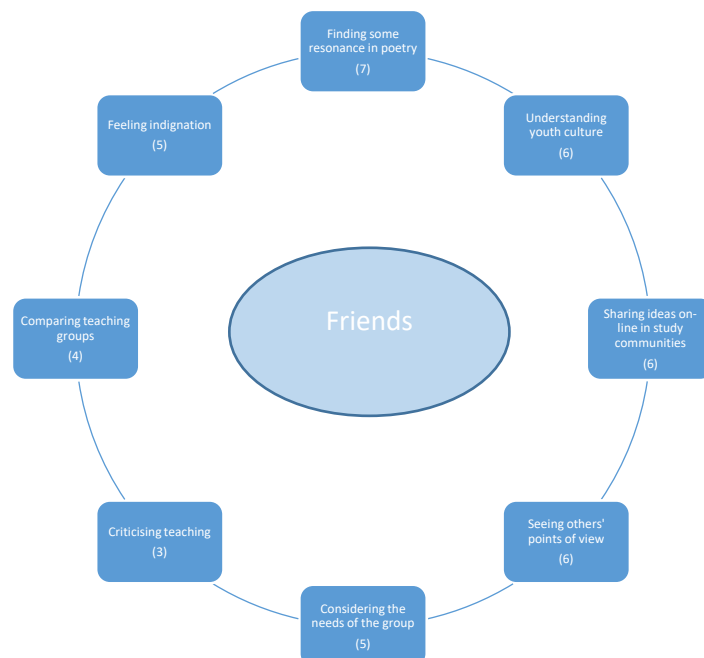 Finding some
resonance in poetry
(7)
Understanding
youth culture
(6)
Sharing ideas on-
line in study
communities
(6)
Seeing others'
points of view
(6)
Considering the
needs of the group
(5)
Criticising teaching
(3)
Comparing teaching
groups
(4)
Feeling indignation
(5)
Friends